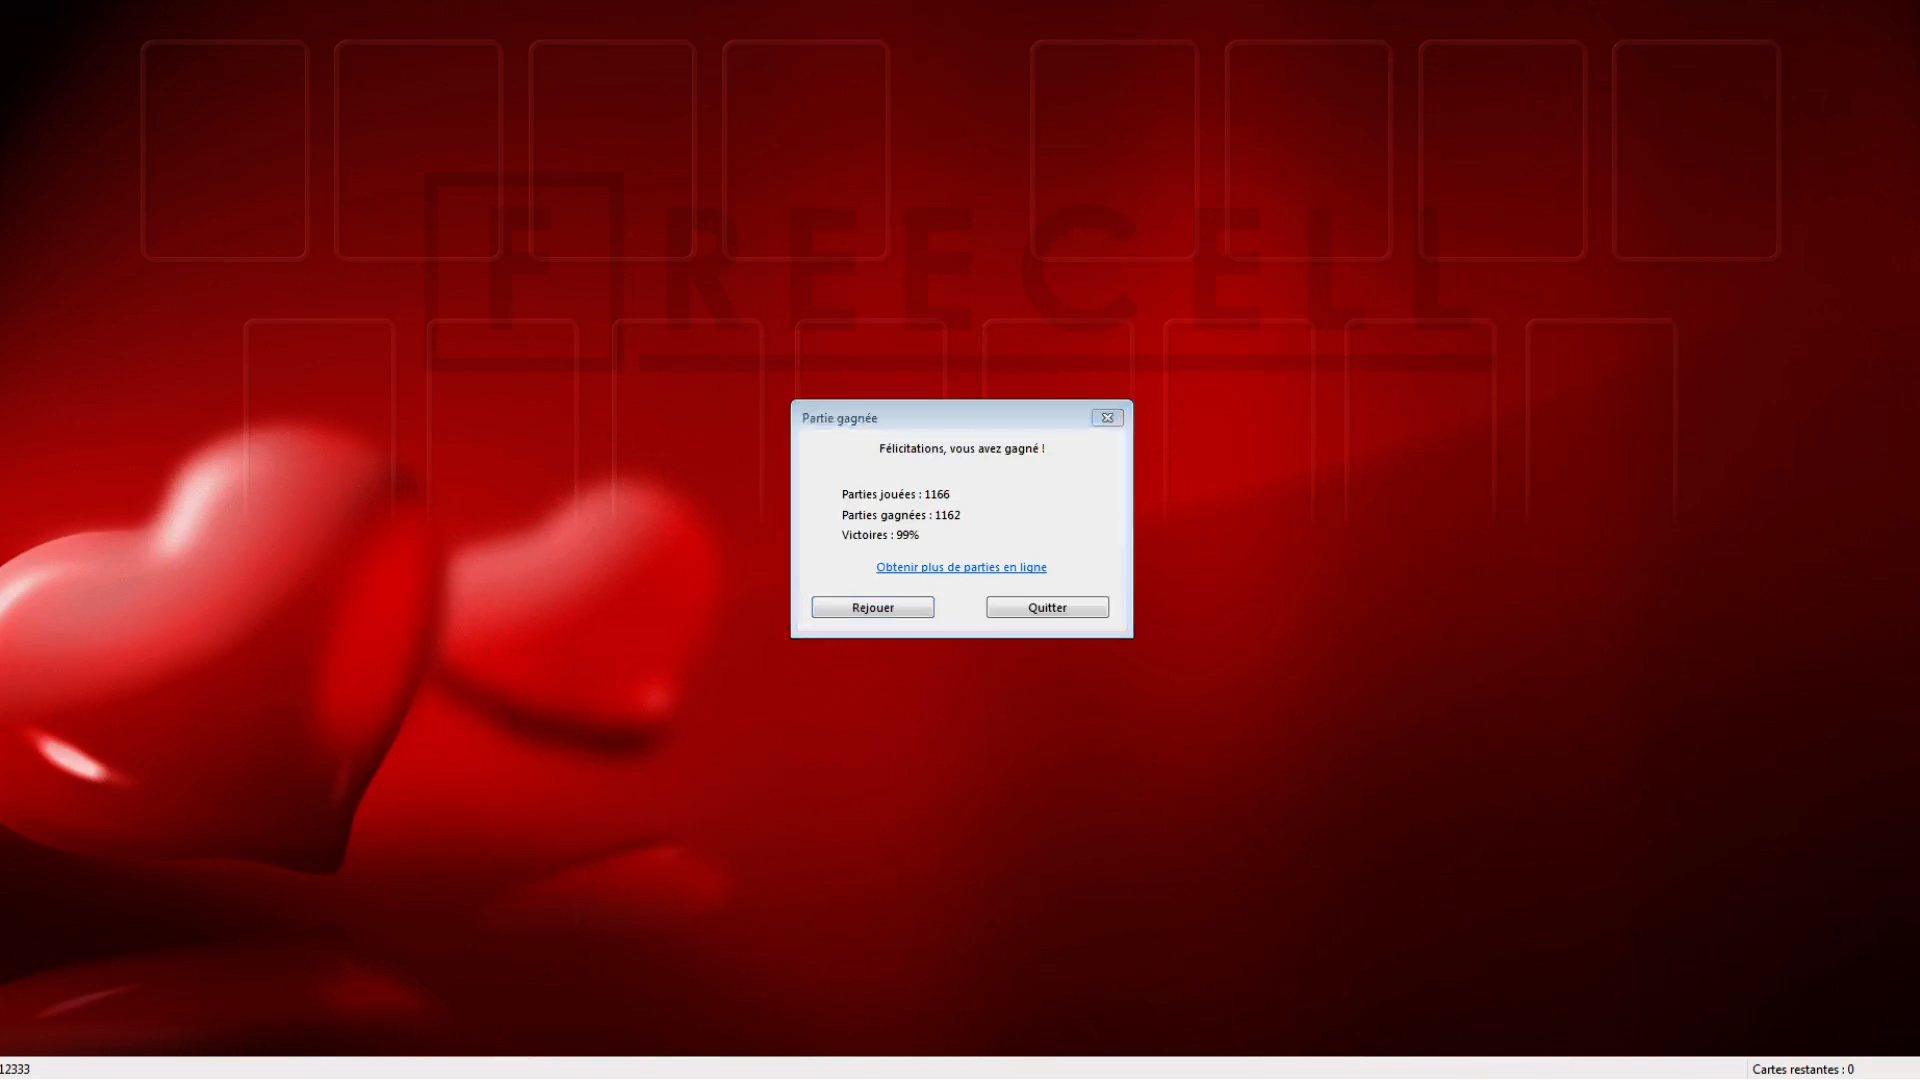 FREECELL
Partie gagnée
Félicitations, vous avez gagné !
Parties jouées : 1166
Parties gagnées : 1162
Victoires : 99%
Obtenir plus de parties en ligne
Rejouer
Quitter
12333
Cartes restantes : 0